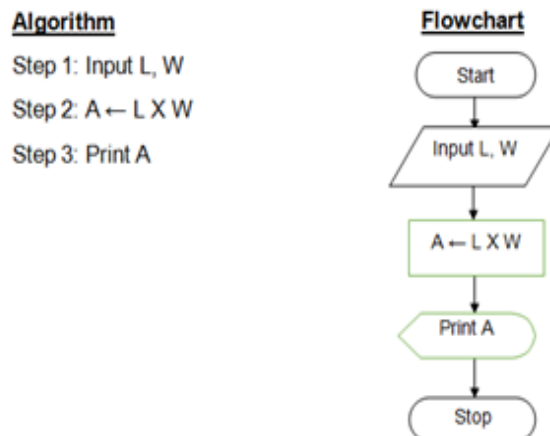 Algorithm
Step 1: Input L, W
Step 2: A ← L X W
Step 3: Print A
Flowchart
Start
Input L, W
A ← L X W
Print A
Stop